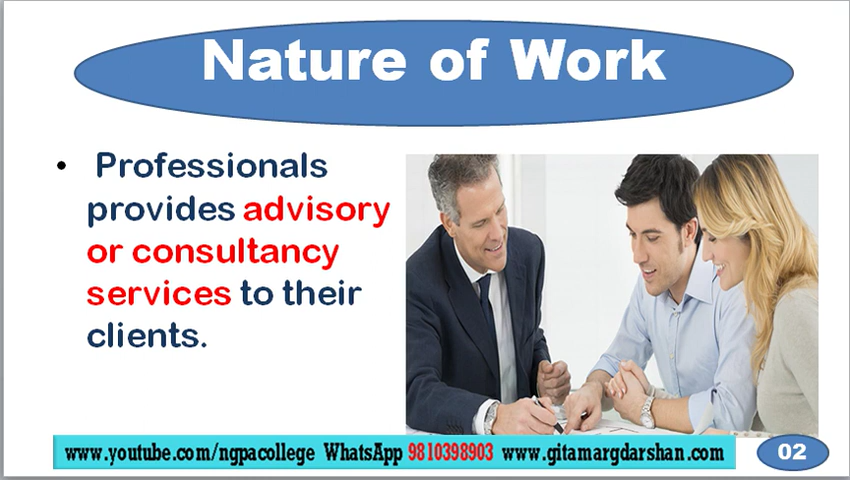 Nature of Work
• Professionals
provides advisory
or consultancy
services to their
clients.
www.youtube.com/ngpacollege WhatsApp 9810398903 www.gitamargdarshan.com
02